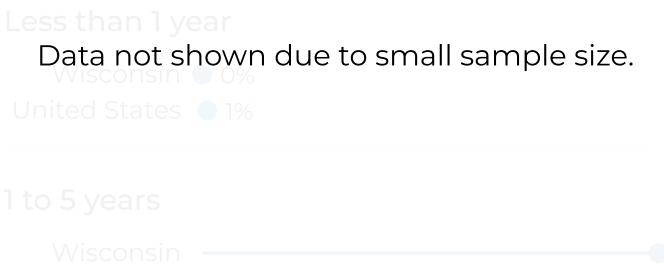 Less than 1 year
Data not shown due to small sample size.
Wisconsin 0%
United States 1%
1 to 5 years
Wisconsin